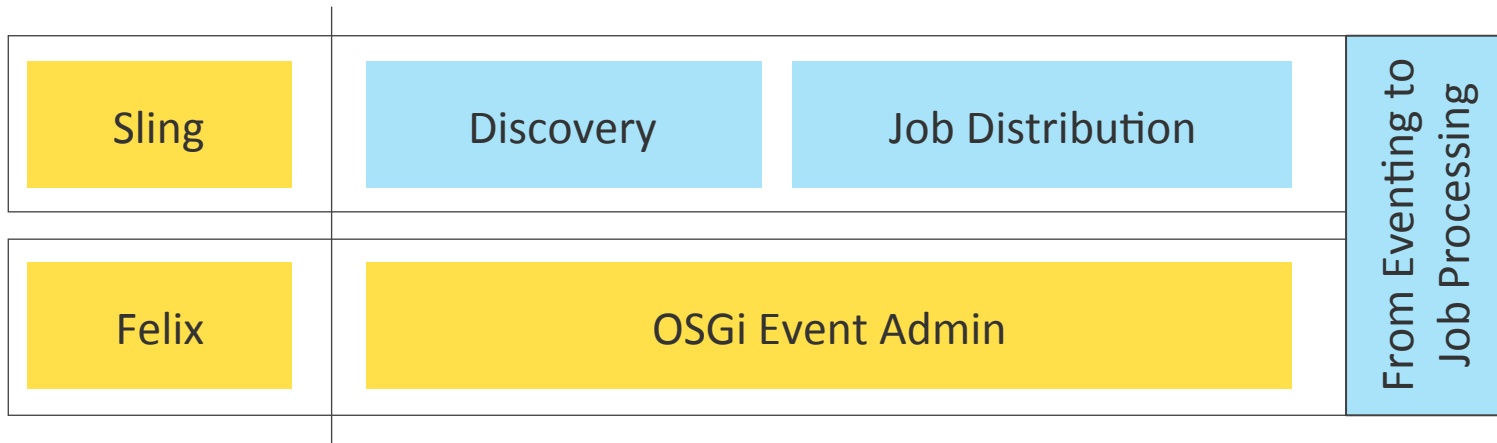 Sling
Discovery
Job Distribution
Felix
OSGi Event Admin
From Eventing to
Job Processing